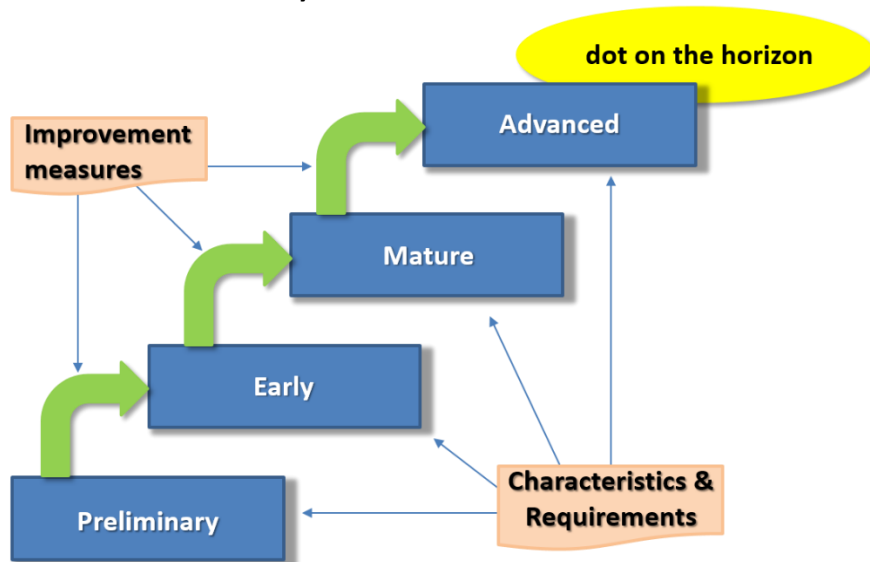 dot on the horizon
Advanced
Improvement
measures
Mature
Early
Characteristics &
Requirements
Preliminary